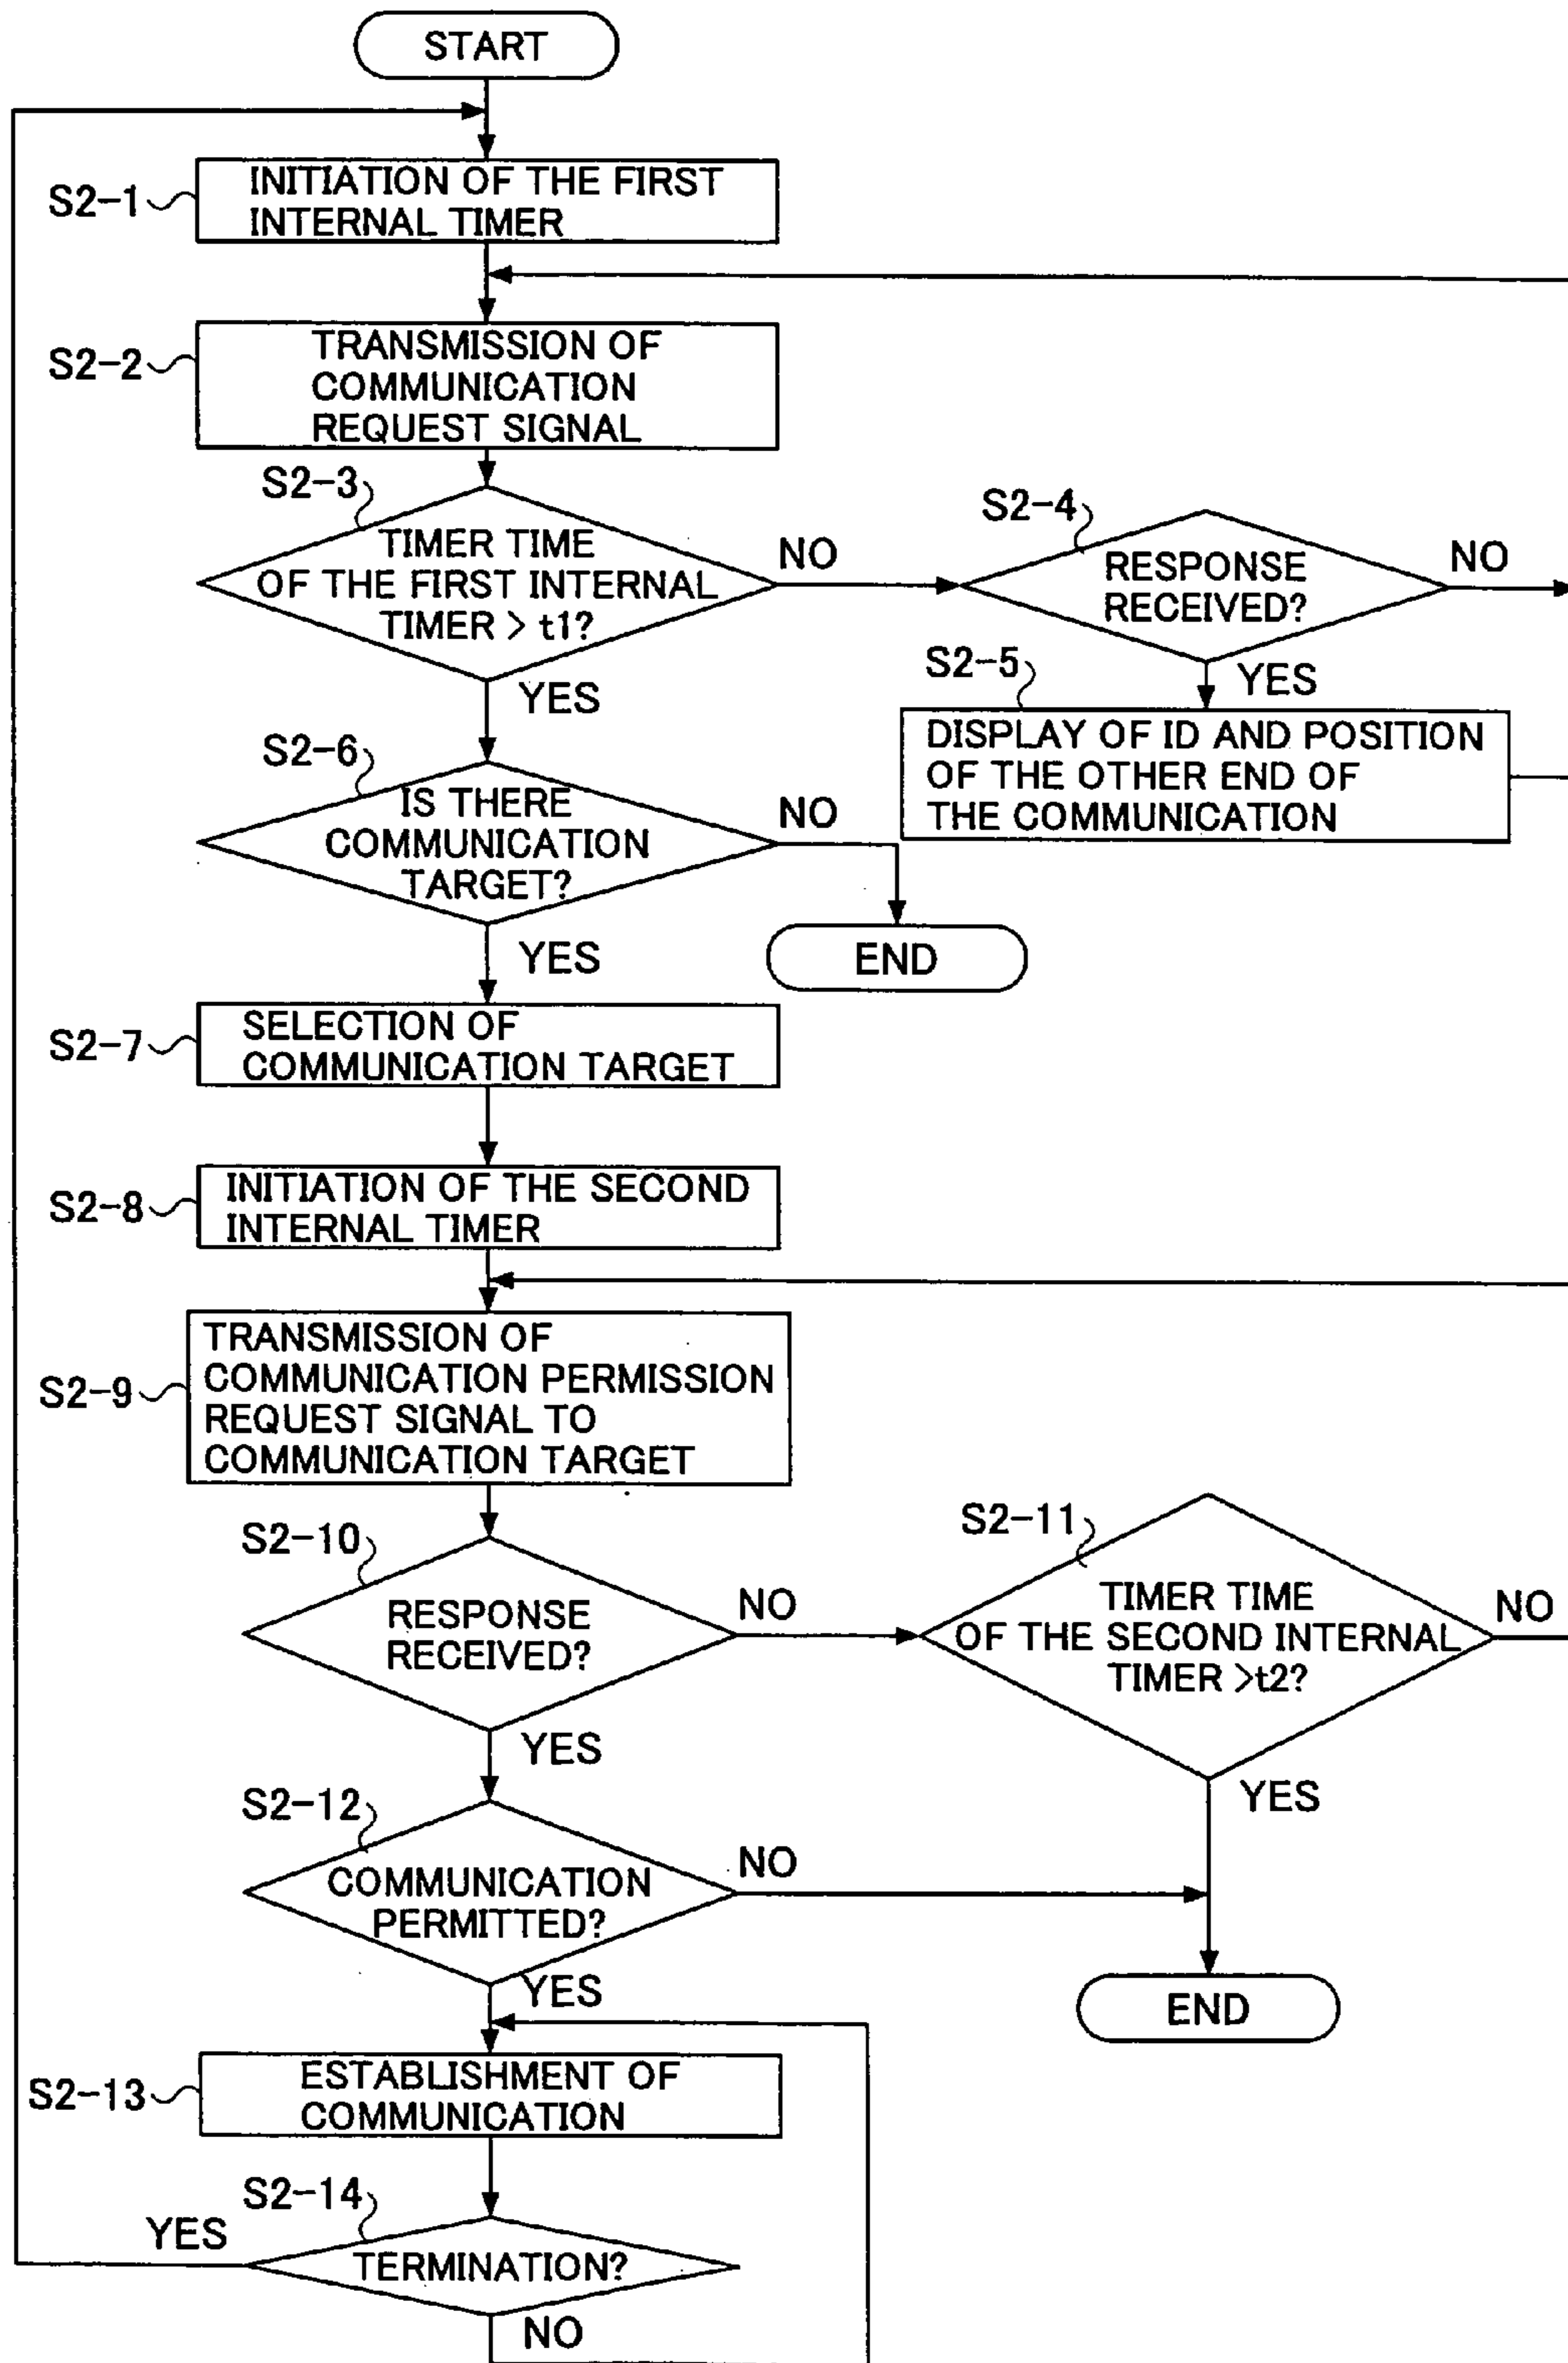 START
S2-1
INITIATION OF THE FIRST
INTERNAL TIMER
S2-2
TRANSMISSION OF
COMMUNICATION
REQUEST SIGNAL
S2-3
TIMER TIME
OF THE FIRST INTERNAL
TIMER > t1?
NO
YES
S2-4
RESPONSE
RECEIVED?
NO
YES
S2-5
DISPLAY OF ID AND POSITION
OF THE OTHER END OF
THE COMMUNICATION
S2-6
IS THERE
COMMUNICATION
TARGET?
NO
END
YES
S2-7
SELECTION OF
COMMUNICATION TARGET
S2-8
INITIATION OF THE SECOND
INTERNAL TIMER
S2-9
TRANSMISSION OF
COMMUNICATION PERMISSION
REQUEST SIGNAL TO
COMMUNICATION TARGET
S2-10
RESPONSE
RECEIVED?
NO
YES
S2-11
TIMER TIME
OF THE SECOND INTERNAL
TIMER >t2?
NO
YES
S2-12
COMMUNICATION
PERMITTED?
NO
YES
END
S2-13
ESTABLISHMENT OF
COMMUNICATION
S2-14
YES
TERMINATION?
NO